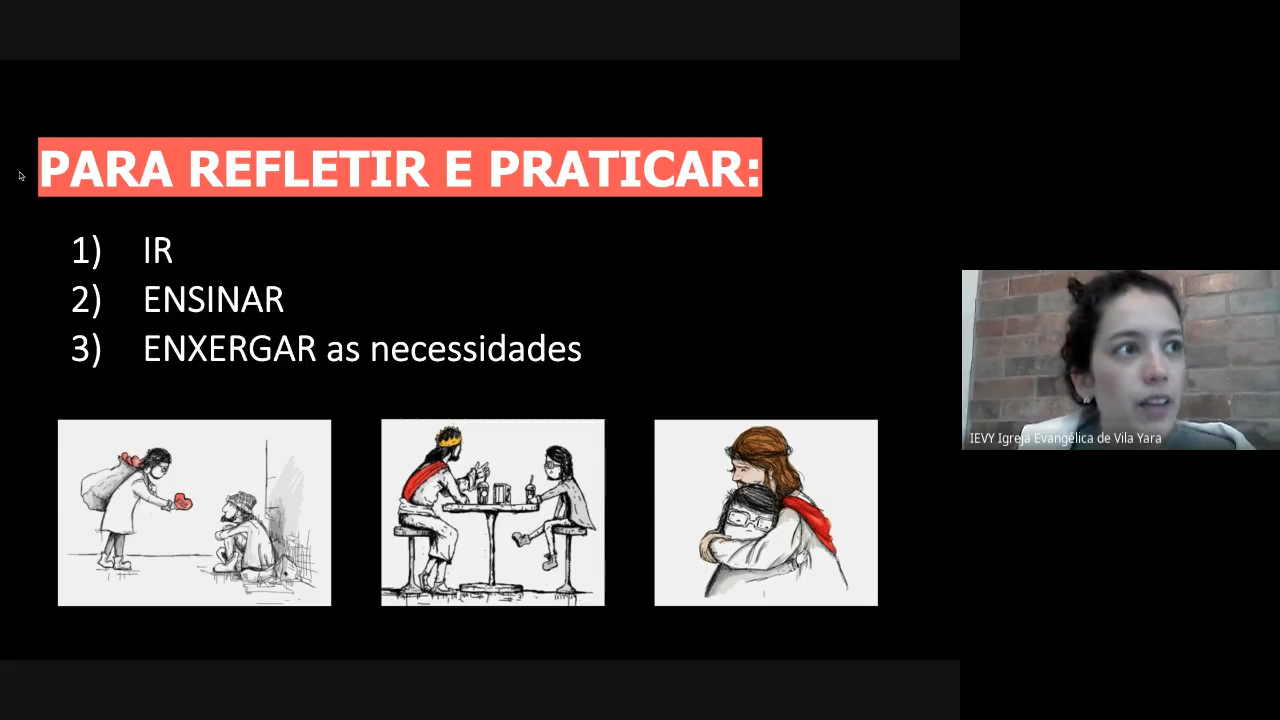 PARA REFLETIR E PRATICAR:
1) IR
2) ENSINAR
3) ENXERGAR as necessidades
IEVY Igreja Evangélica de Vila Yara